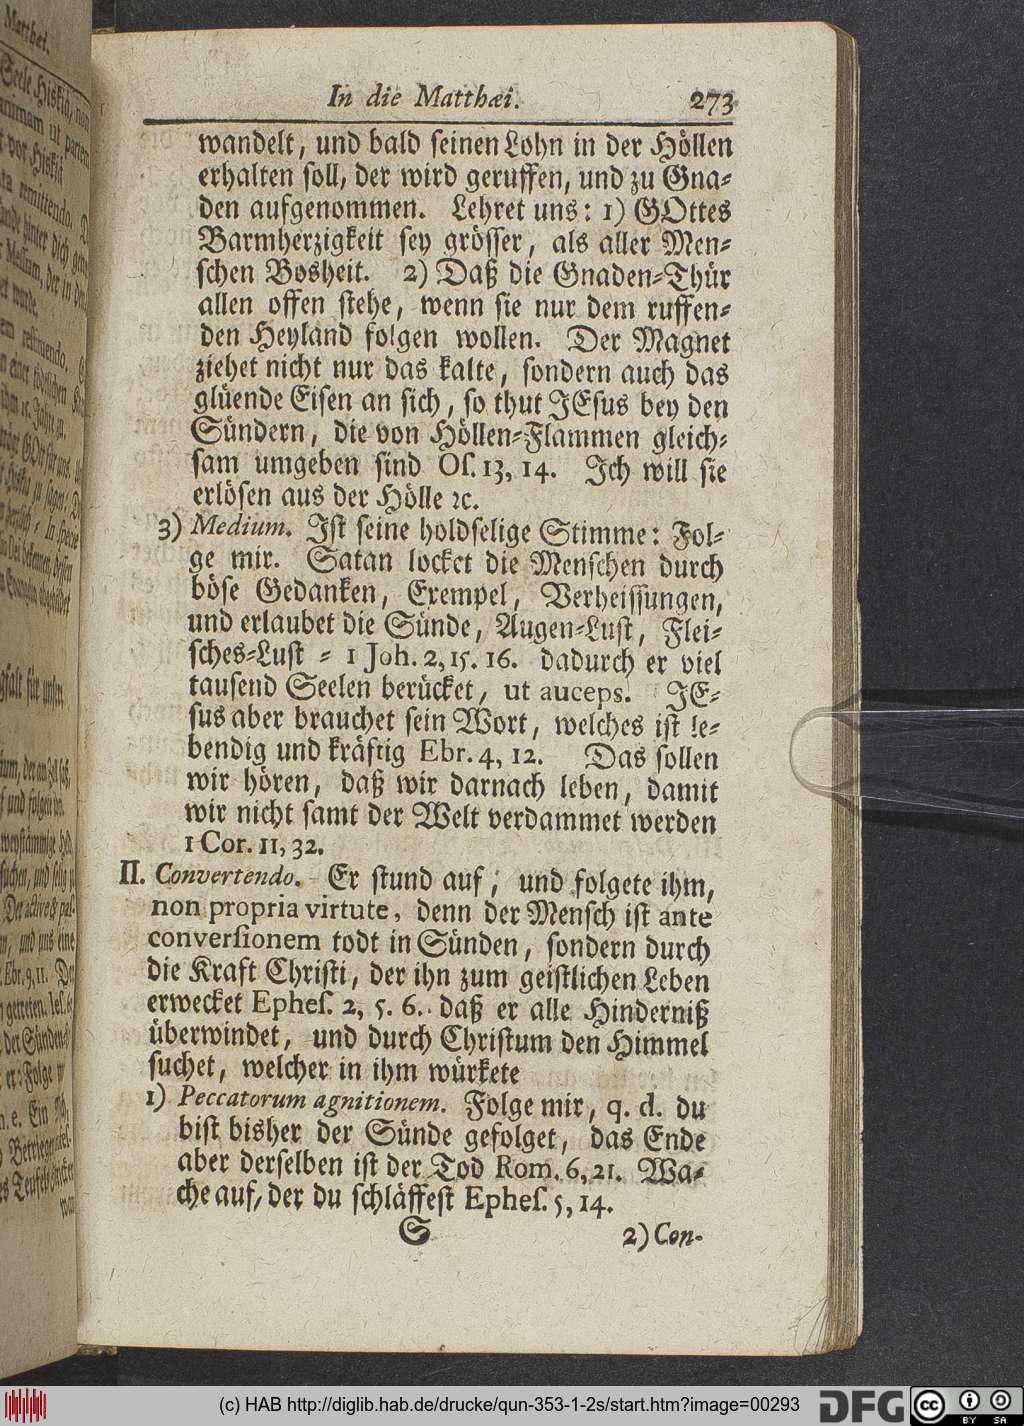 In die Matthæi. 273
wandelt, und bald seinen Lohn in der Höllen
erhalten soll, der wird geruffen, und zu Gna-
den aufgenommen. Lehret uns: 1) GOttes
Barmherzigkeit sey grösser, als aller Men-
schen Bosheit. 2) Daß die Gnaden-Thür
allen offen stehe, wenn sie nur dem ruffen-
den Heyland folgen wollen. Der Magnet
ziehet nicht nur das kalte, sondern auch das
glüende Eisen an sich, so thut JEsus bey den
Sündern, die von Höllen-Flammen gleich-
sam umgeben sind Os. 13, 14. Ich will sie
erlösen aus der Hölle ꝛc.
3) Medium. Ist seine holdselige Stimme: Fol-
ge mir. Satan locket die Menschen durch
böse Gedanken, Exempel, Verheissungen,
und erlaubet die Sünde, Augen-Lust, Flei-
sches-Lust - 1 Joh. 2, 15. 16. dadurch er viel
tausend Seelen berücket, ut auceps. JE-
sus aber brauchet sein Wort, welches ist le-
bendig und kräftig Ebr. 4, 12. Das sollen
wir hören, daß wir darnach leben, damit
wir nicht samt der Welt verdammet werden
1 Cor. 11, 32.
II. Convertendo. Er stund auf, und folgete ihm,
non propria virtute, denn der Mensch ist ante
conversionem todt in Sünden, sondern durch
die Kraft Christi, der ihn zum geistlichen Leben
erwecket Ephes. 2, 5. 6. daß er alle Hinderniß
überwindet, und durch Christum den Himmel
suchet, welcher in ihm würkete
1) Peccatorum agnitionem. Folge mir, q. d. du
bist bisher der Sünde gefolget, das Ende
aber derselben ist der Tod Rom. 6, 21. Wa-
che auf, der du schläffest Ephes. 5, 14.
S 2) Con-
(c) HAB http://diglib.hab.de/drucke/qun-353-1-2s/start.htm?image=00293
DFG
cc BY SA